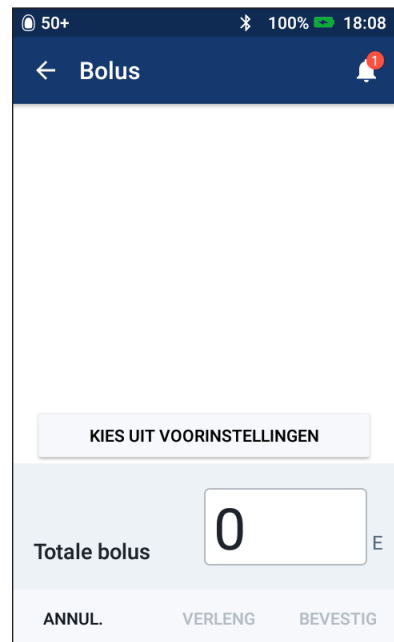 50+ 100% 18:08
Bolus 1
KIES UIT VOORINSTELLINGEN
Totale bolus 0 E
ANNUL. VERLENG BEVESTIG